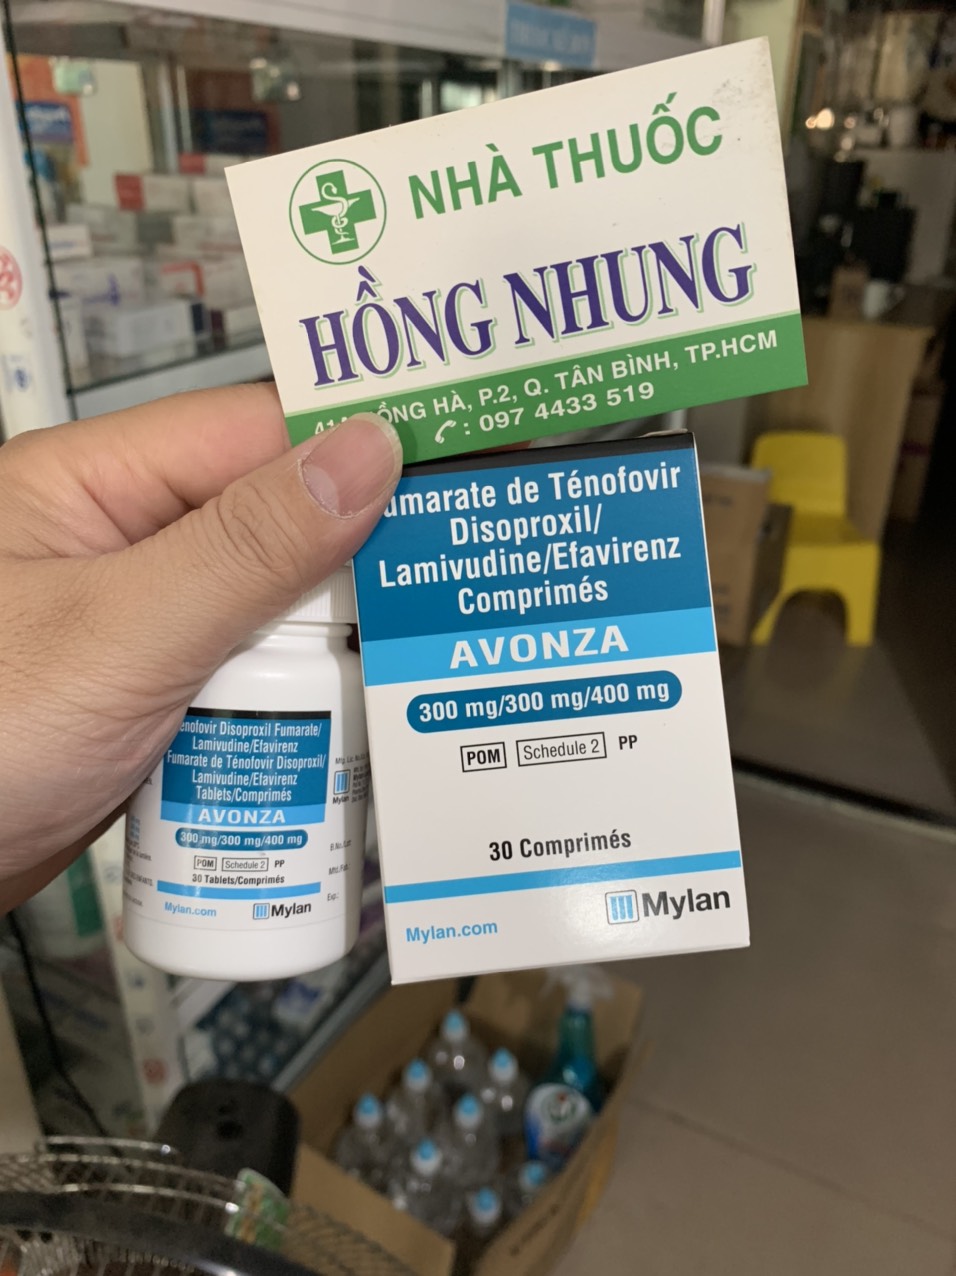 NHÀ THUỐC
HỒNG NHUNG
HÀ, P.2, Q. TÂN BÌNH, TP.HCM
: 097 4433 519
de Ténofovir
Disoproxil/
Lamivudine/Efavirenz
Comprimés
AVONZA
300 mg/300 mg/400 mg
POM Schedule 2 PP
30 Comprimés
Mylan.com
Mylan
Disoproxil Fumarate/
Lamivudine/Efavirenz
Fumarate de Ténofovir Disoproxil/
Lamivudine/Efavirenz
Tablets/Comprimés
AVONZA
300 mg/300 mg/400 mg
POM Schedule 2 PP
30 Tablets/Comprimés
Mylan.com
Mylan
Mylan